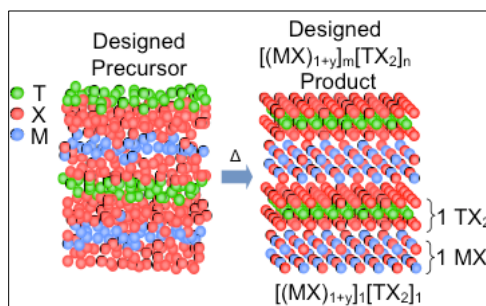 Designed
Precursor
Designed
[(MX)₁₊y]m[TX₂]n
Product
T
X
M
Δ
1 TX₂
1 MX
[(MX)₁₊y]₁[TX₂]₁